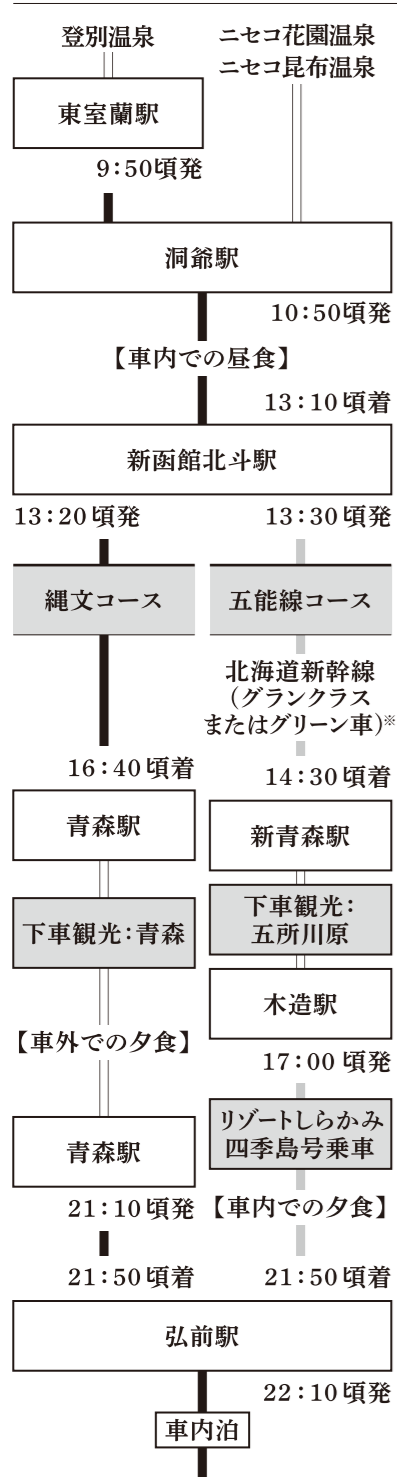 登別温泉
ニセコ花園温泉
ニセコ昆布温泉
東室蘭駅
9:50頃発
洞爺駅
10:50頃発
【車内での昼食】
13:10頃着
新函館北斗駅
13:20頃発
13:30頃発
縄文コース
五能線コース
北海道新幹線
(グランクラス
またはグリーン車)※
16:40頃着
14:30頃着
青森駅
新青森駅
下車観光:青森
下車観光:
五所川原
木造駅
【車外での夕食】
17:00頃発
リゾートしらかみ
四季島号乗車
青森駅
21:10頃発
【車内での夕食】
21:50頃着
21:50頃着
弘前駅
22:10頃発
車内泊